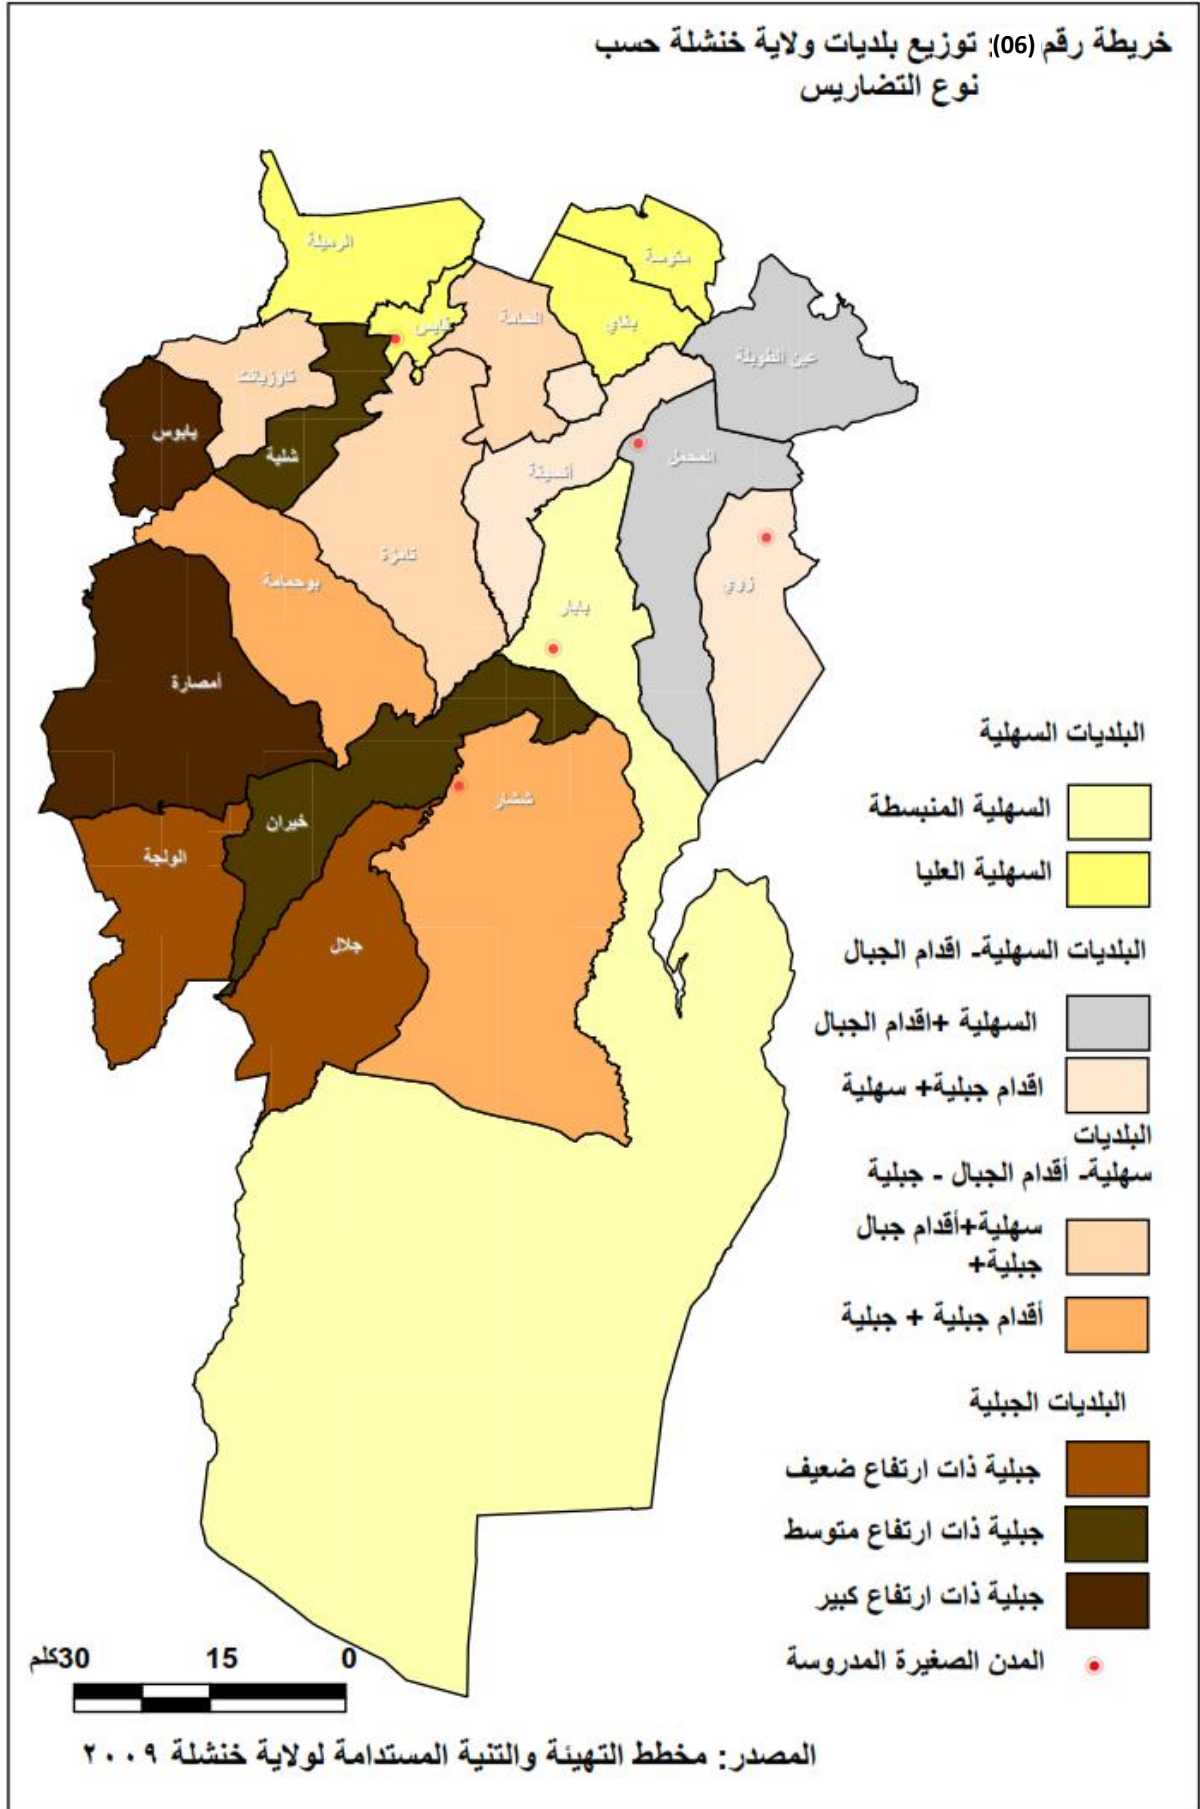 خريطة رقم (06): توزيع بلديات ولاية خنشلة حسب
نوع التضاريس
الرميلة
متوسة
قايس
الحامة
بغاي
عين الطويلة
تاوزيانت
يابوس
شلية
أنسيغة
المحمل
تامزة
بوحمامة
بابار
زوي
أمصارة
ششار
خيران
الولجة
جلال
البلديات السهلية
السهلية المنبسطة
السهلية العليا
البلديات السهلية- اقدام الجبال
السهلية +اقدام الجبال
اقدام جبلية+ سهلية
البلديات
سهلية- أقدام الجبال - جبلية
سهلية+أقدام جبال
جبلية+
أقدام جبلية + جبلية
البلديات الجبلية
جبلية ذات ارتفاع ضعيف
جبلية ذات ارتفاع متوسط
جبلية ذات ارتفاع كبير
المدن الصغيرة المدروسة
0 15 30كلم
المصدر: مخطط التهيئة والتنية المستدامة لولاية خنشلة ٢٠٠٩